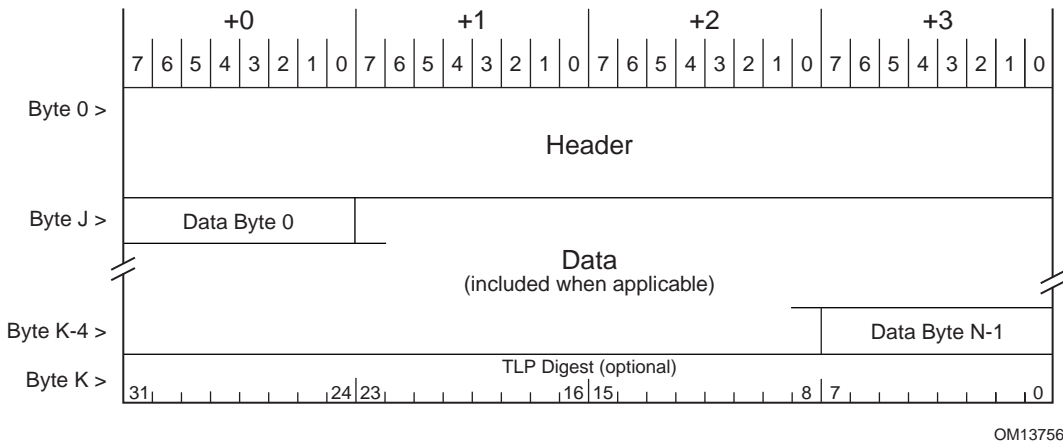 +0 +1 +2 +3
7 6 5 4 3 2 1 0 7 6 5 4 3 2 1 0 7 6 5 4 3 2 1 0 7 6 5 4 3 2 1 0
Byte 0 >
Header
Byte J > Data Byte 0
Data
(included when applicable)
Byte K-4 > Data Byte N-1
TLP Digest (optional)
Byte K >
31 24 23 16 15 8 7 0
OM13756